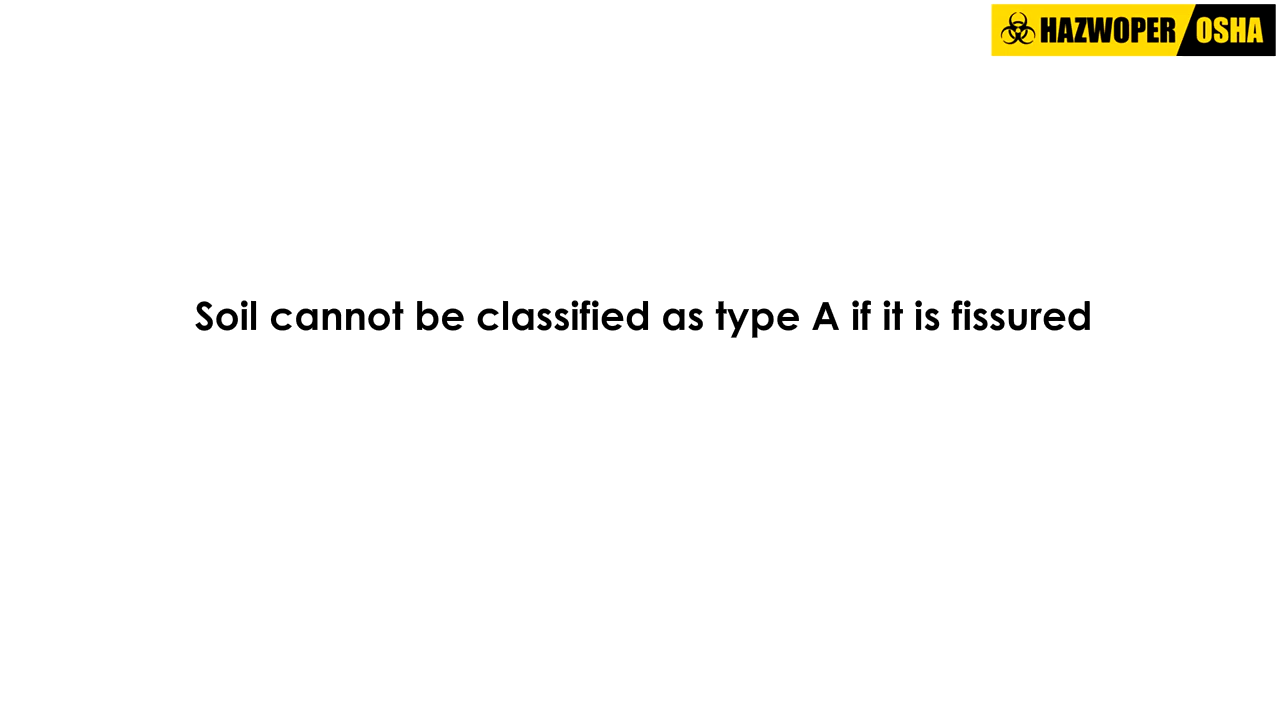 HAZWOPER OSHA
Soil cannot be classified as type A if it is fissured